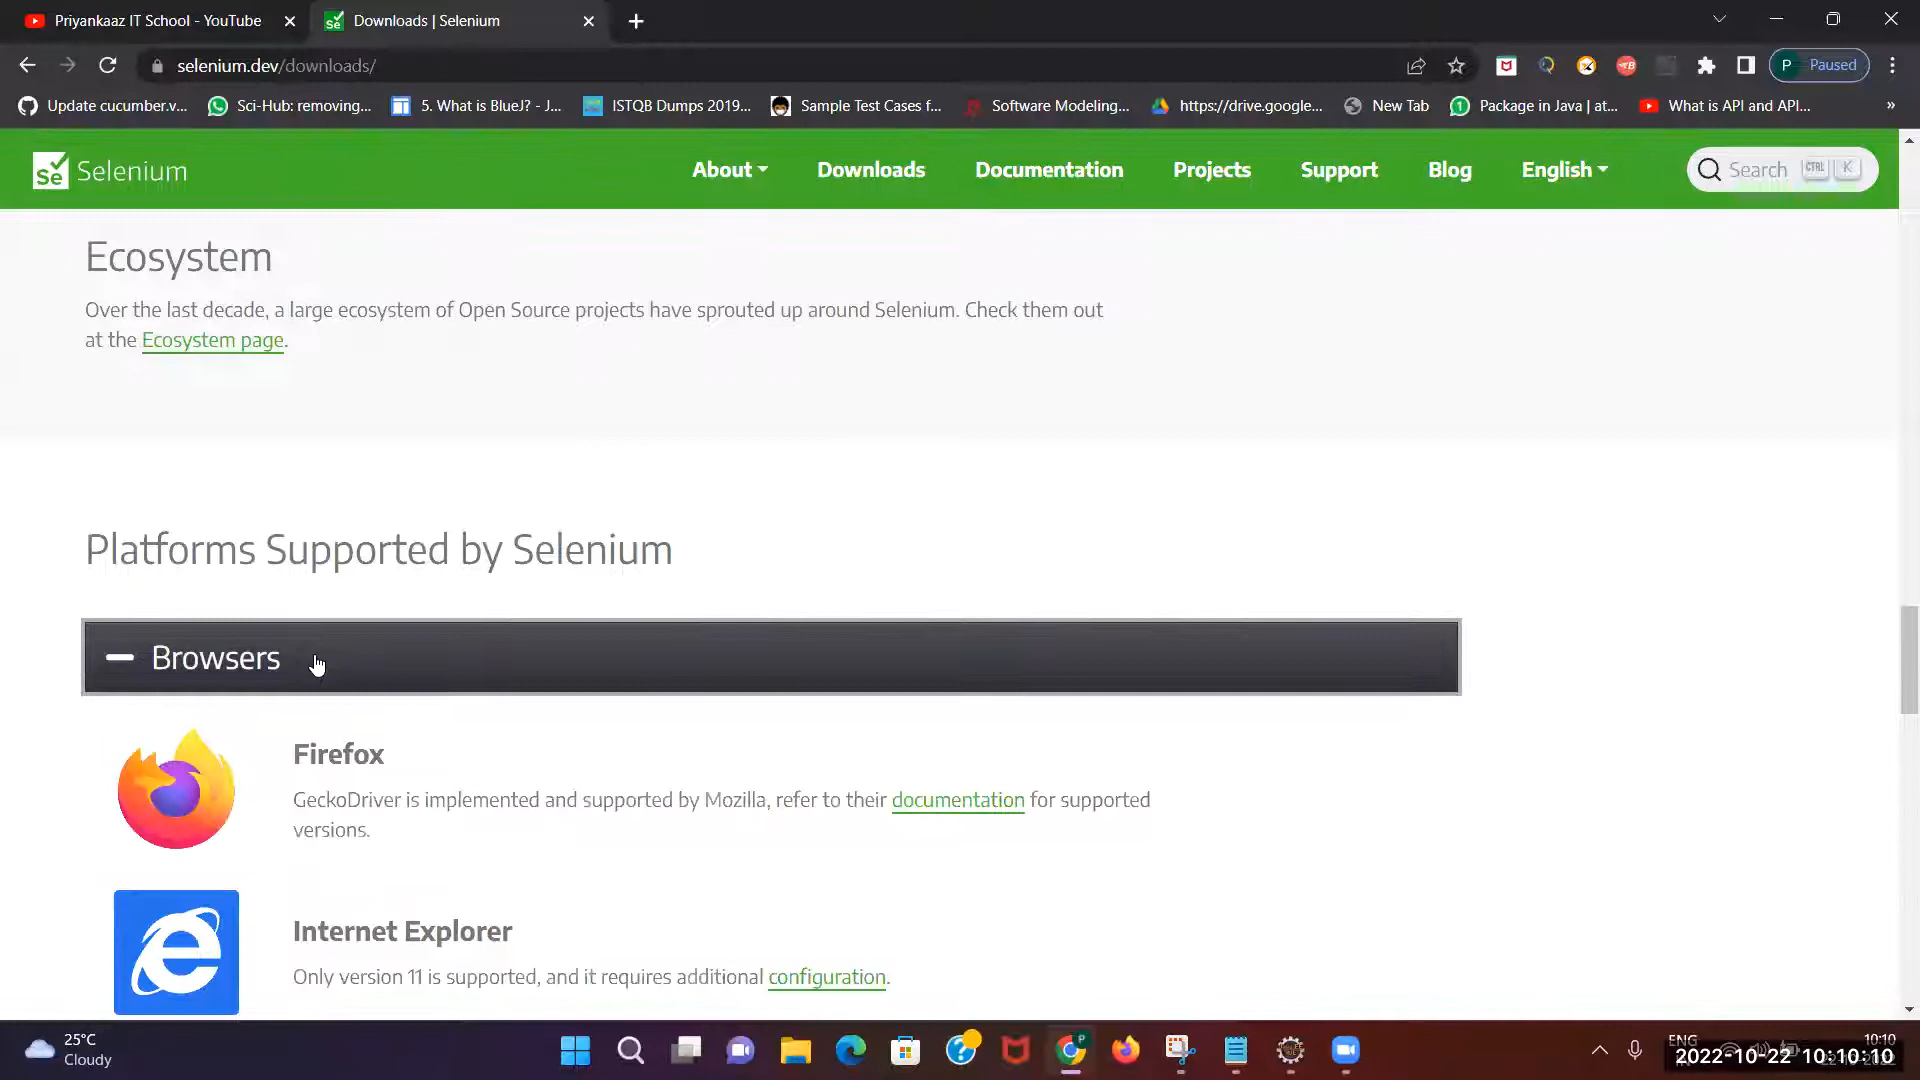 Priyankaaz IT School - YouTube
Downloads | Selenium
selenium.dev/downloads/
P Paused
Update cucumber.v...
Sci-Hub: removing...
5. What is BlueJ? - J...
ISTQB Dumps 2019...
Sample Test Cases f...
Software Modeling...
https://drive.google...
New Tab
Package in Java | at...
What is API and API...
»
Se Selenium
About
Downloads
Documentation
Projects
Support
Blog
English
Search CTRL K
Ecosystem
Over the last decade, a large ecosystem of Open Source projects have sprouted up around Selenium. Check them out
at the Ecosystem page.
Platforms Supported by Selenium
Browsers
Firefox
GeckoDriver is implemented and supported by Mozilla, refer to their documentation for supported
versions.
Internet Explorer
Only version 11 is supported, and it requires additional configuration.
25°C
Cloudy
ENG
10:10
2022-10-22 10:10:10